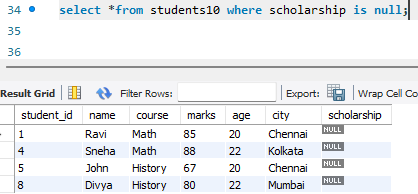 34 select *from students10 where scholarship is null;
35
36
Result Grid Filter Rows: Export: Wrap Cell Co
student_id name course marks age city scholarship
1 Ravi Math 85 20 Chennai NULL
4 Sneha Math 88 22 Kolkata NULL
5 John History 67 20 Chennai NULL
8 Divya History 80 22 Mumbai NULL